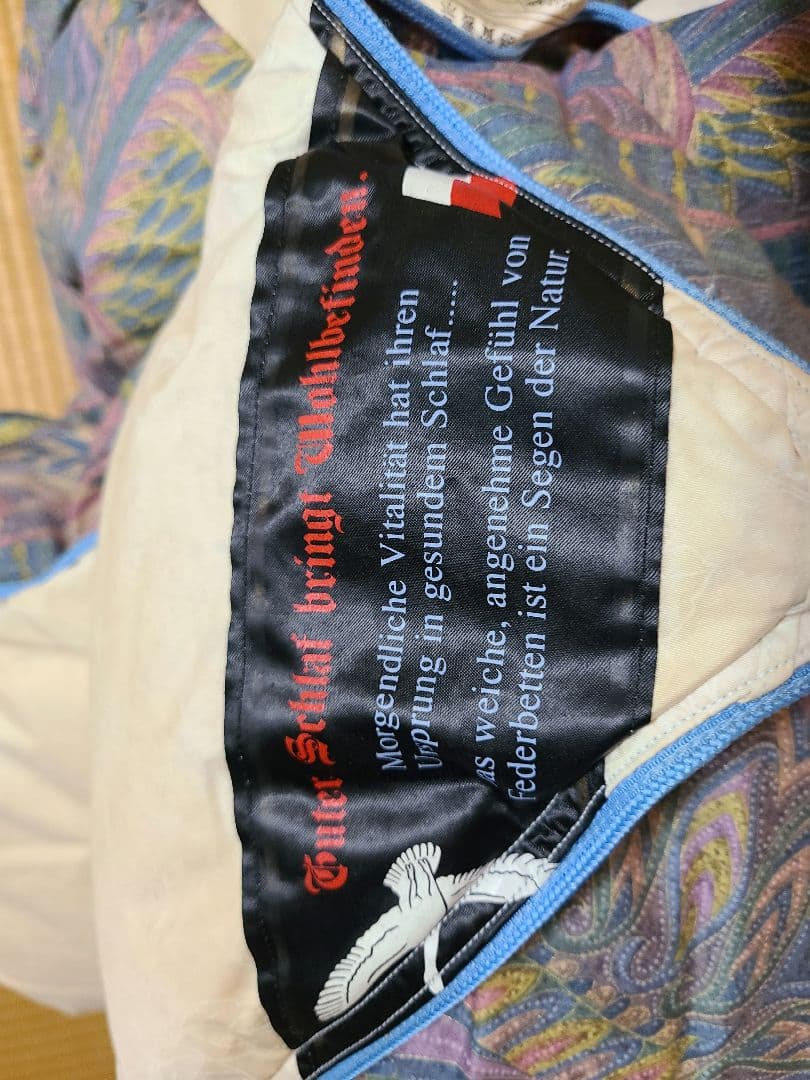 Guter Schlaf bringt Wohlbefinden.
Morgendliche Vitalität hat ihren
Urprung in gesundem Schlaf......
as weiche, angenehme Gefühl von
Federbetten ist ein Segen der Natur.